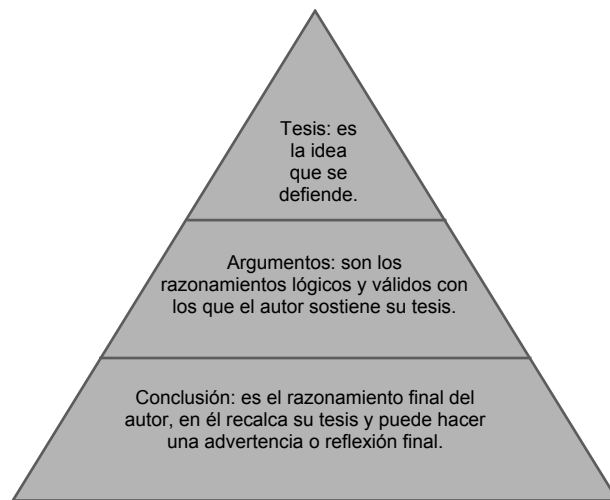 Tesis: es
la idea
que se
defiende.
Argumentos: son los
razonamientos lógicos y válidos con
los que el autor sostiene su tesis.
Conclusión: es el razonamiento final del
autor, en él recalca su tesis y puede hacer
una advertencia o reflexión final.